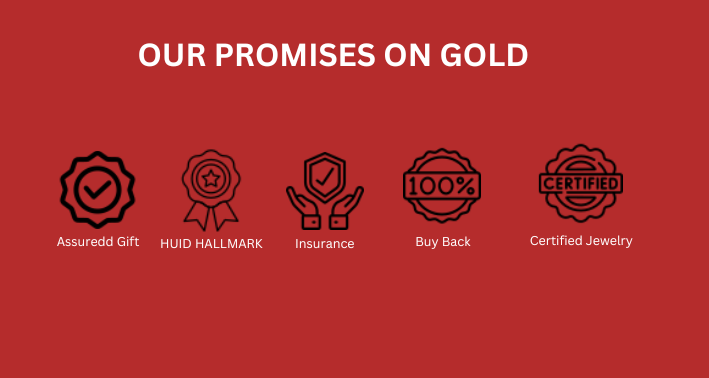 OUR PROMISES ON GOLD
100%
CERTIFIED
Assuredd Gift
HUID HALLMARK
Insurance
Buy Back
Certified Jewelry